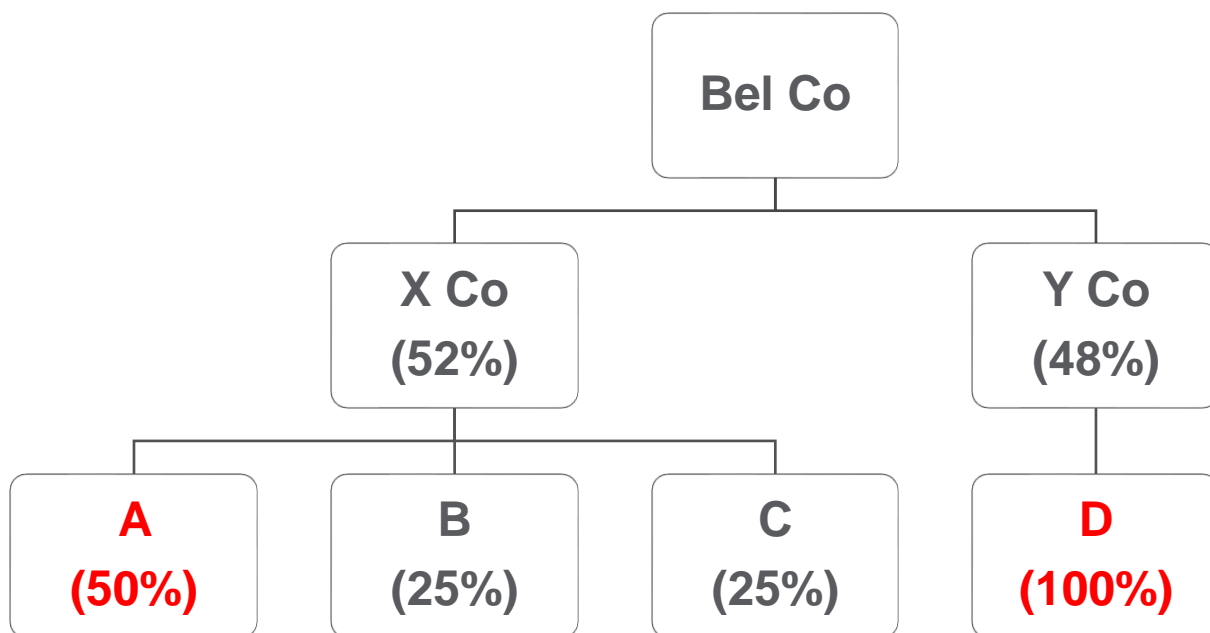 Bel Co
X Co
(52%)
Y Co
(48%)
A
(50%)
B
(25%)
C
(25%)
D
(100%)